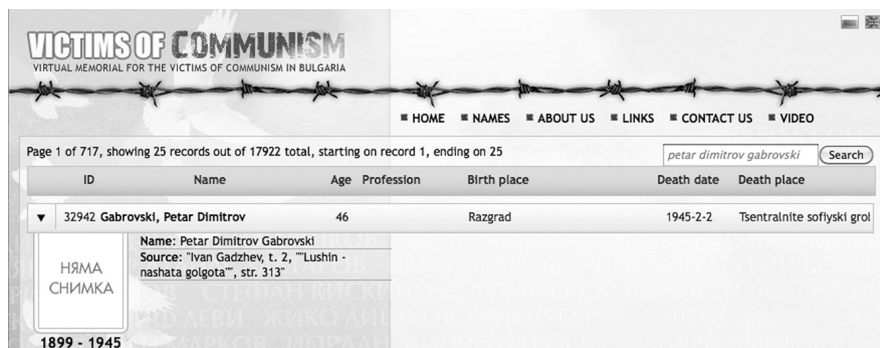 VICTIMS OF COMMUNISM
VIRTUAL MEMORIAL FOR THE VICTIMS OF COMMUNISM IN BULGARIA
HOME NAMES ABOUT US LINKS CONTACT US VIDEO
Page 1 of 717, showing 25 records out of 17922 total, starting on record 1, ending on 25
petar dimitrov gabrovski Search
ID Name Age Profession Birth place Death date Death place
32942 Gabrovski, Petar Dimitrov 46 Razgrad 1945-2-2 Tsentralnite sofiyski grol
Name: Petar Dimitrov Gabrovski
Source: "Ivan Gadzhev, t. 2, ""Lushin -
nashata golgota"", str. 313"
НЯМА
СНИМКА
1899 - 1945